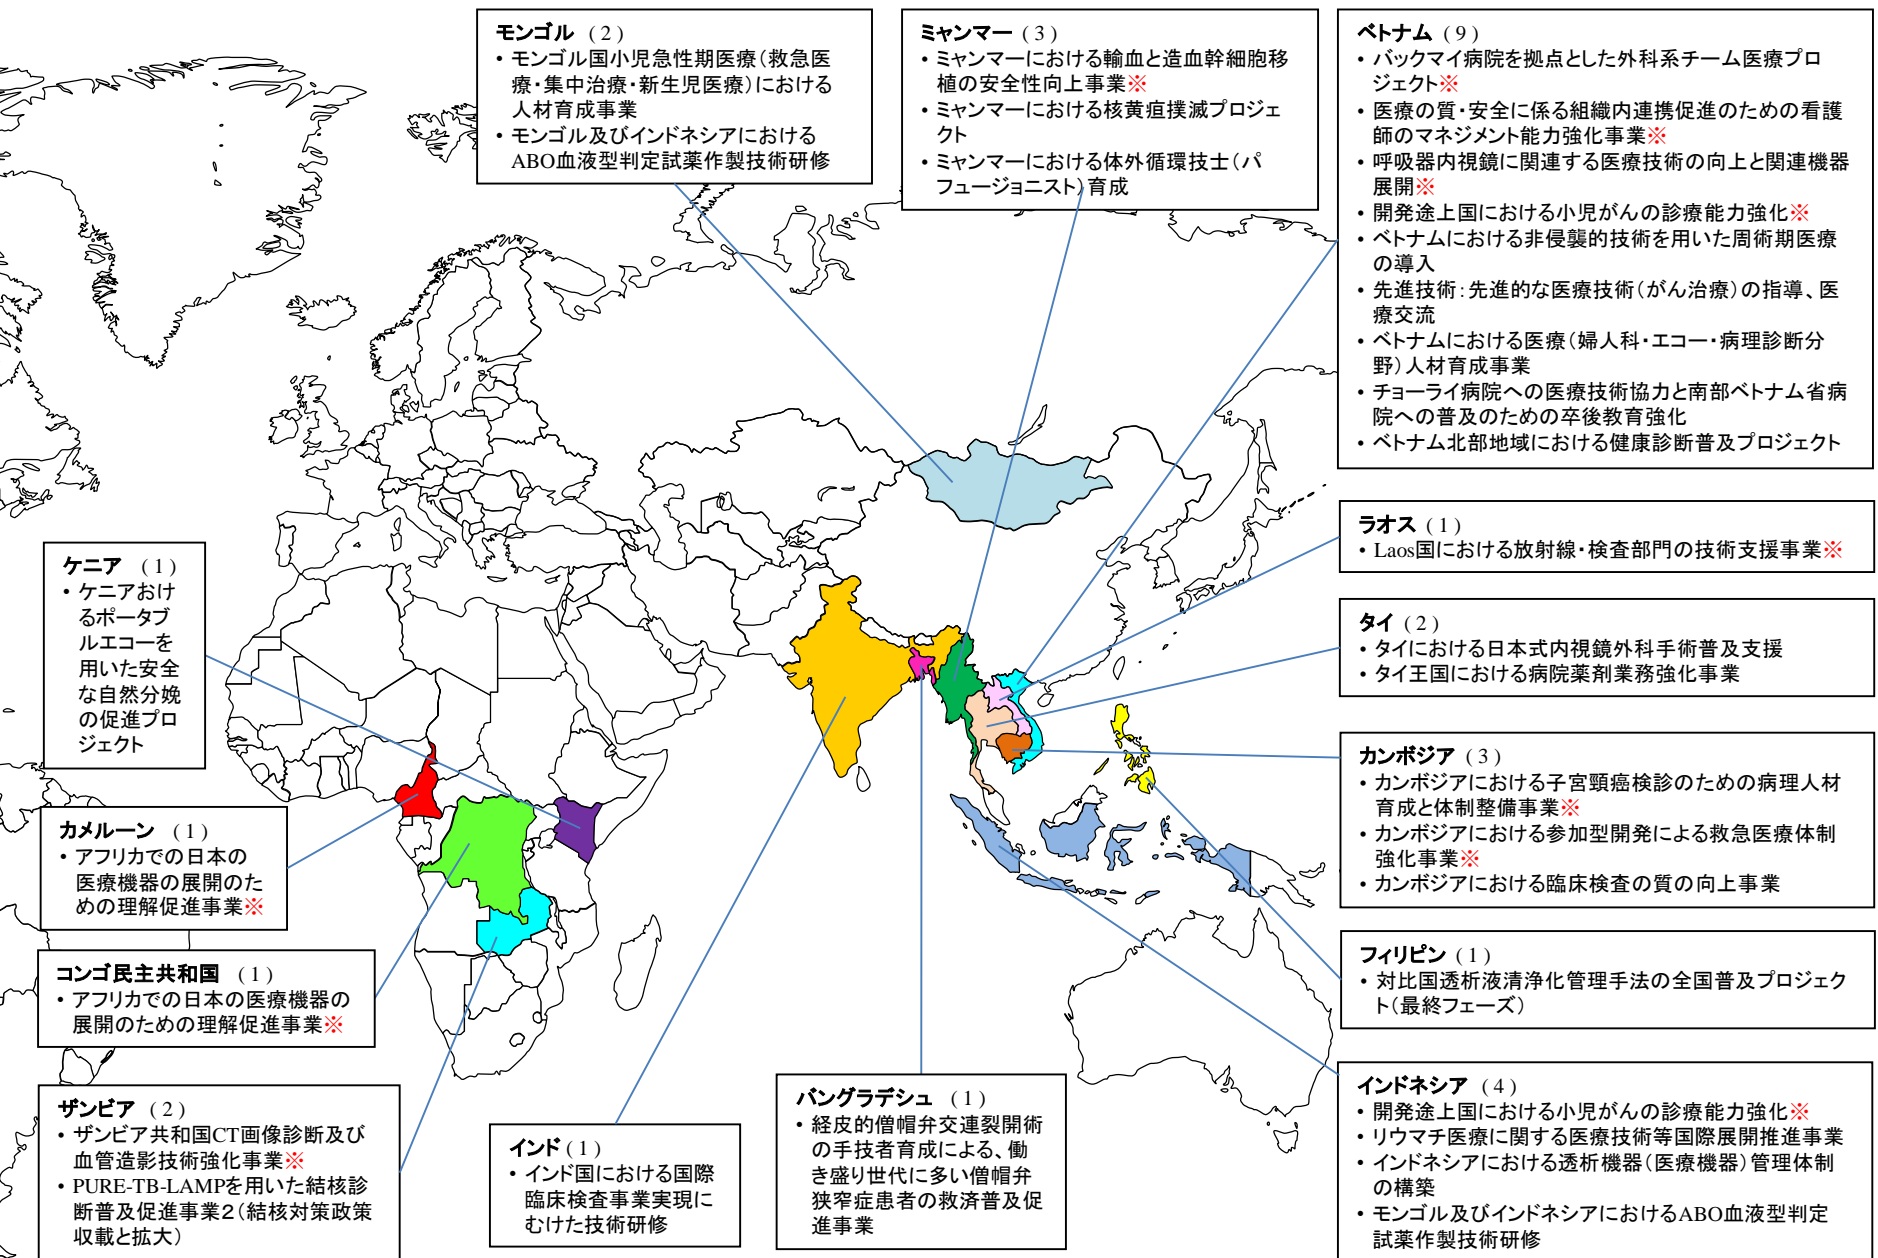 モンゴル （2）
• モンゴル国小児急性期医療（救急医
療・集中治療・新生児医療）における
人材育成事業
• モンゴル及びインドネシアにおける
ABO血液型判定試薬作製技術研修
ミャンマー （3）
• ミャンマーにおける輸血と造血幹細胞移
植の安全性向上事業※
• ミャンマーにおける核黄疸撲滅プロジェ
クト
• ミャンマーにおける体外循環技士（パ
フュージョニスト）育成
ベトナム （9）
• バックマイ病院を拠点とした外科系チーム医療プロ
ジェクト※
• 医療の質・安全に係る組織内連携促進のための看護
師のマネジメント能力強化事業※
• 呼吸器内視鏡に関連する医療技術の向上と関連機器
展開※
• 開発途上国における小児がんの診療能力強化※
• ベトナムにおける非侵襲的技術を用いた周術期医療
の導入
• 先進技術：先進的な医療技術（がん治療）の指導、医
療交流
• ベトナムにおける医療（婦人科・エコー・病理診断分
野）人材育成事業
• チョーライ病院への医療技術協力と南部ベトナム省病
院への普及のための卒後教育強化
• ベトナム北部地域における健康診断普及プロジェクト
ラオス （1）
• Laos国における放射線・検査部門の技術支援事業※
タイ （2）
• タイにおける日本式内視鏡外科手術普及支援
• タイ王国における病院薬剤業務強化事業
カンボジア （3）
• カンボジアにおける子宮頸癌検診のための病理人材
育成と体制整備事業※
• カンボジアにおける参加型開発による救急医療体制
強化事業※
• カンボジアにおける臨床検査の質の向上事業
フィリピン （1）
• 対比国透析液清浄化管理手法の全国普及プロジェク
ト（最終フェーズ）
インドネシア （4）
• 開発途上国における小児がんの診療能力強化※
• リウマチ医療に関する医療技術等国際展開推進事業
• インドネシアにおける透析機器（医療機器）管理体制
の構築
• モンゴル及びインドネシアにおけるABO血液型判定
試薬作製技術研修
ケニア （1）
• ケニアおけ
るポータブ
ルエコーを
用いた安全
な自然分娩
の促進プロ
ジェクト
カメルーン （1）
• アフリカでの日本の
医療機器の展開のた
めの理解促進事業※
コンゴ民主共和国 （1）
• アフリカでの日本の医療機器の
展開のための理解促進事業※
ザンビア （2）
• ザンビア共和国CT画像診断及び
血管造影技術強化事業※
• PURE-TB-LAMPを用いた結核診
断普及促進事業２（結核対策政策
収載と拡大）
インド（1）
• インド国における国際
臨床検査事業実現に
むけた技術研修
バングラデシュ （1）
• 経皮的僧帽弁交連裂開術
の手技者育成による、働
き盛り世代に多い僧帽弁
狭窄症患者の救済普及促
進事業